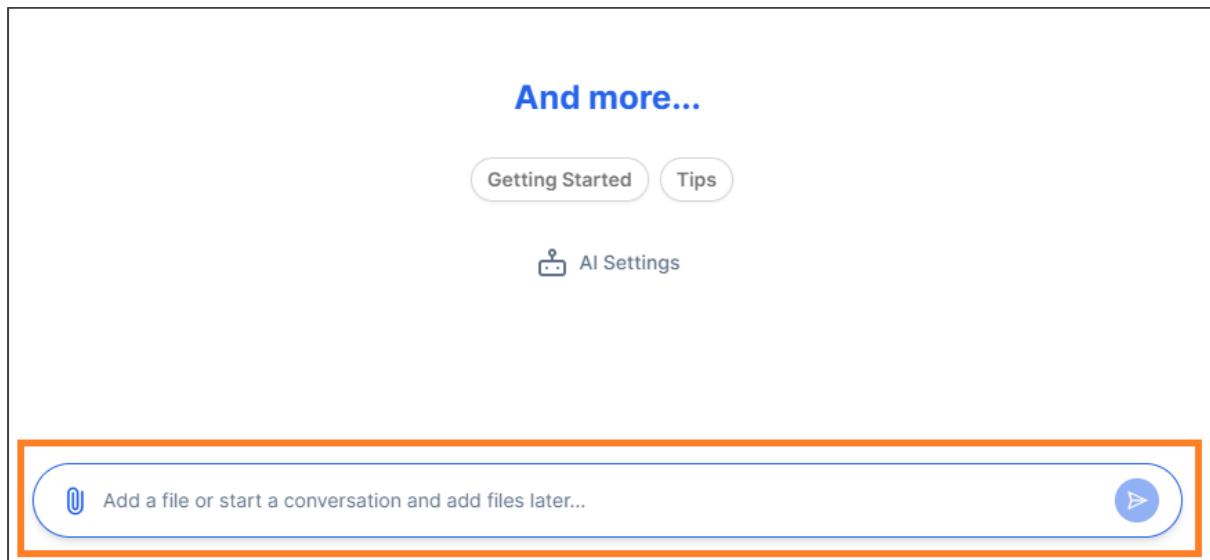 And more...
Getting Started Tips
AI Settings
Add a file or start a conversation and add files later...